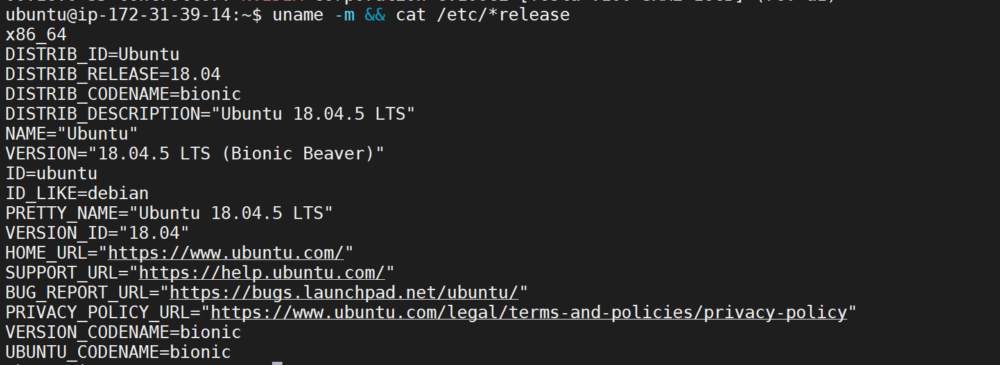 ubuntu@ip-172-31-39-14:~$ uname -m && cat /etc/*release
x86_64
DISTRIB_ID=Ubuntu
DISTRIB_RELEASE=18.04
DISTRIB_CODENAME=bionic
DISTRIB_DESCRIPTION="Ubuntu 18.04.5 LTS"
NAME="Ubuntu"
VERSION="18.04.5 LTS (Bionic Beaver)"
ID=ubuntu
ID_LIKE=debian
PRETTY_NAME="Ubuntu 18.04.5 LTS"
VERSION_ID="18.04"
HOME_URL="https://www.ubuntu.com/"
SUPPORT_URL="https://help.ubuntu.com/"
BUG_REPORT_URL="https://bugs.launchpad.net/ubuntu/"
PRIVACY_POLICY_URL="https://www.ubuntu.com/legal/terms-and-policies/privacy-policy"
VERSION_CODENAME=bionic
UBUNTU_CODENAME=bionic